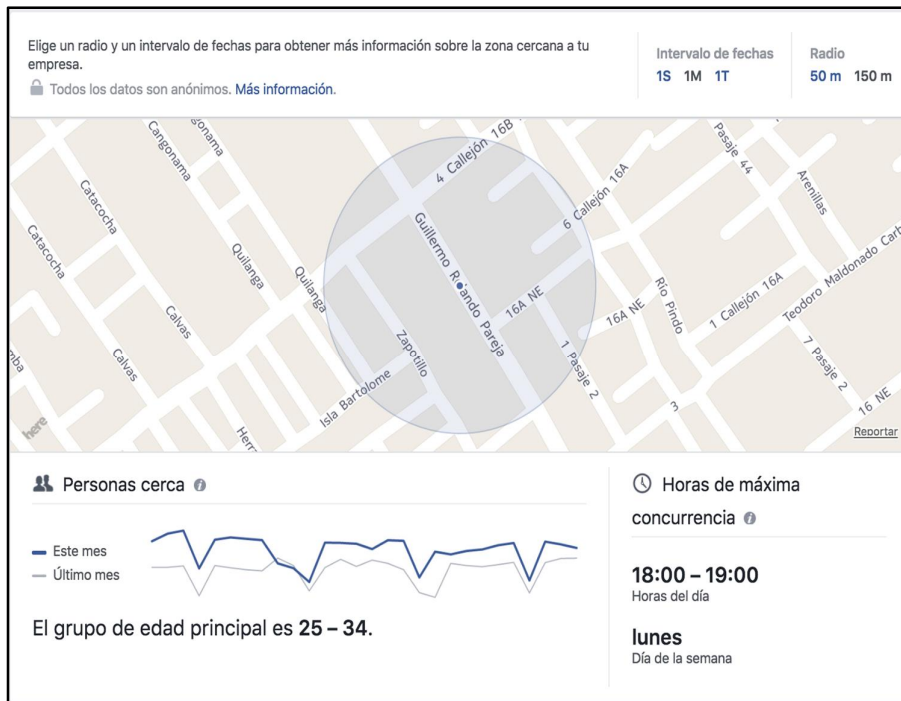 Elige un radio y un intervalo de fechas para obtener más información sobre la zona cercana a tu
empresa.
Todos los datos son anónimos. Más información.
Intervalo de fechas
1S 1M 1T
Radio
50 m 150 m
Cangonama
gonama
4 Callejón 16B
Pasaje 44
Catacocha
Catacocha
Quilanga
Quilanga
Guillermo Rolando Pareja
6 Callejón 16A
Arenillas
Calvas
Calvas
Zapotillo
16A NE
16A NE
Río Pindo
1 Callejón 16A
Teodoro Maldonado Carb
mba
Isla Bartolome
1 Pasaje 2
7 Pasaje 2
3
16 NE
Herr
here
Reportar
Personas cerca
Este mes
Último mes
El grupo de edad principal es 25 – 34.
Horas de máxima
concurrencia
18:00 – 19:00
Horas del día
lunes
Día de la semana